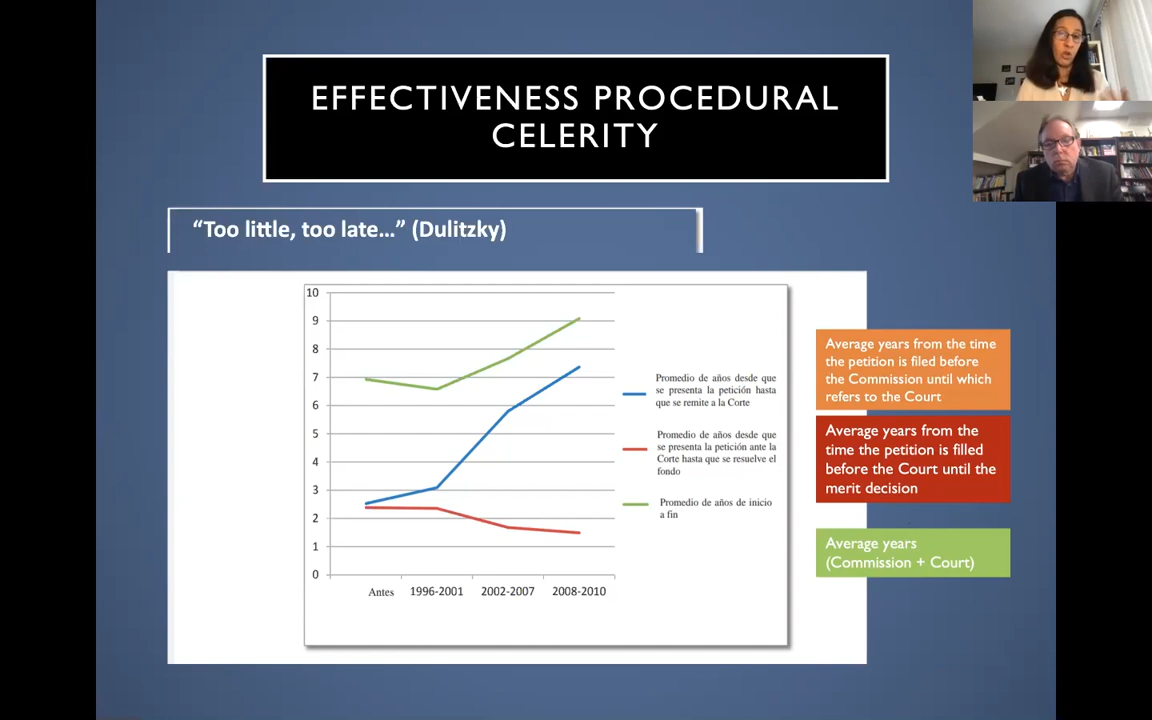 EFFECTIVENESS PROCEDURAL
CELERITY
“Too little, too late…” (Dulitzky)
10
9
8
7
6
5
4
3
2
1
0
Antes
1996-2001
2002-2007
2008-2010
Promedio de años desde que
se presenta la petición hasta
que se remite a la Corte
Promedio de años desde que
se presenta la petición ante la
Corte hasta que se resuelve el
fondo
Promedio de años de inicio
a fin
Average years from the time
the petition is filed before
the Commission until which
refers to the Court
Average years from the
time the petition is filled
before the Court until the
merit decision
Average years
(Commission + Court)